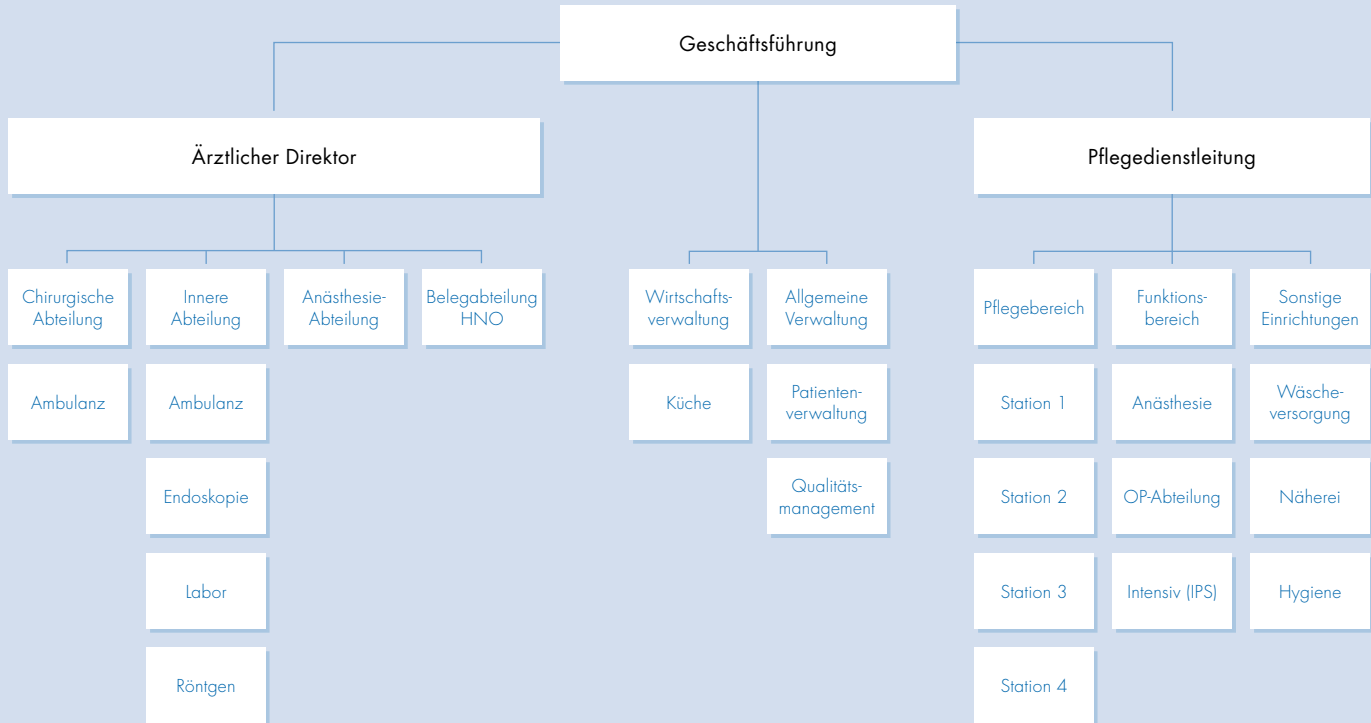 Geschäftsführung
Ärztlicher Direktor
Pflegedienstleitung
Chirurgische
Abteilung
Innere
Abteilung
Anästhesie-
Abteilung
Belegabteilung
HNO
Wirtschafts-
verwaltung
Allgemeine
Verwaltung
Pflegebereich
Funktions-
bereich
Sonstige
Einrichtungen
Ambulanz
Ambulanz
Küche
Patienten-
verwaltung
Station 1
Anästhesie
Wäsche-
versorgung
Endoskopie
Qualitäts-
management
Station 2
OP-Abteilung
Näherei
Labor
Station 3
Intensiv (IPS)
Hygiene
Röntgen
Station 4